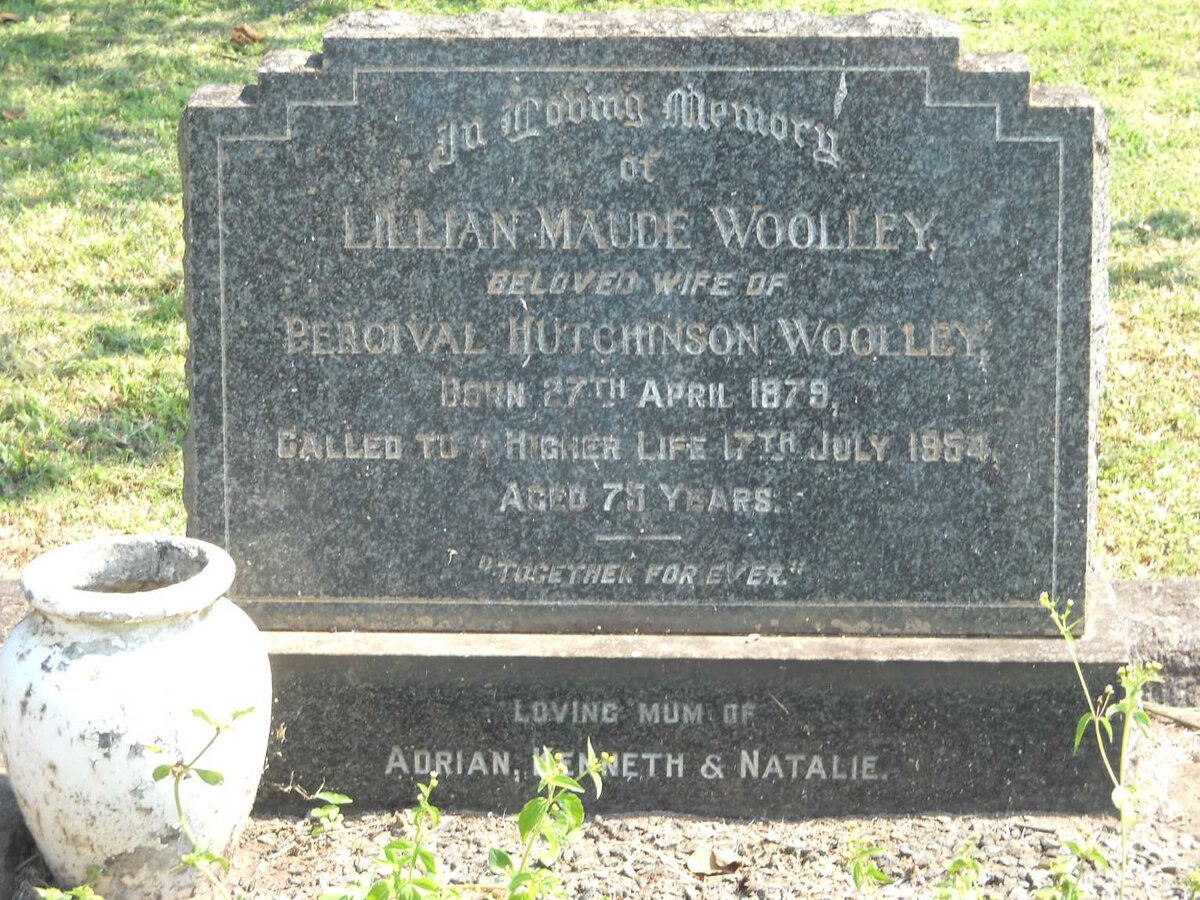 In Loving Memory
of
LILLIAN MAUDE WOOLLEY,
BELOVED WIFE OF
PERCIVAL HUTCHINSON WOOLLEY,
BORN 27TH APRIL 1879,
CALLED TO A HIGHER LIFE 17TH JULY 1954,
AGED 75 YEARS.
"TOGETHER FOR EVER."
LOVING MUM OF
ADRIAN, KENNETH & NATALIE.